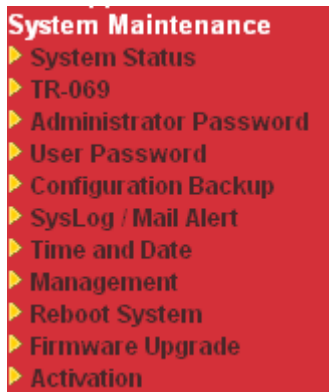 System Maintenance
System Status
TR-069
Administrator Password
User Password
Configuration Backup
SysLog / Mail Alert
Time and Date
Management
Reboot System
Firmware Upgrade
Activation